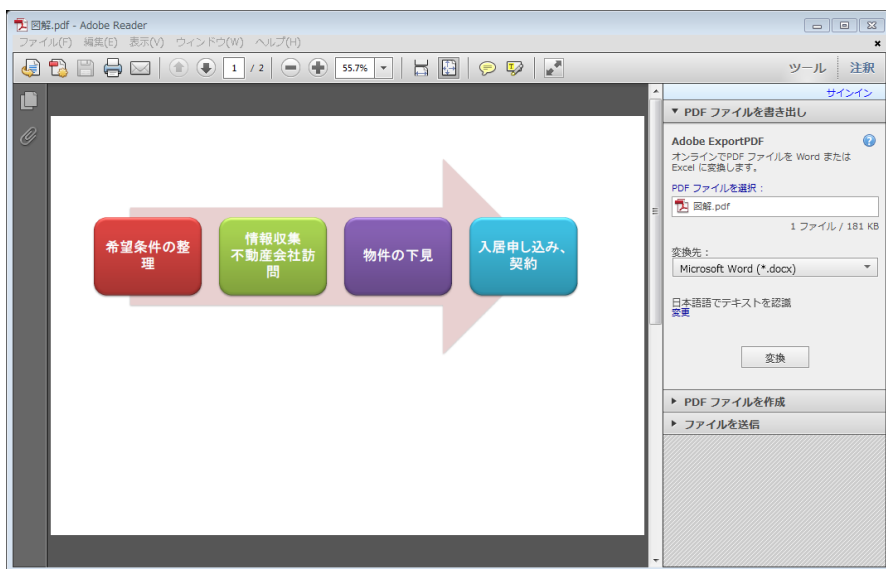 図解.pdf - Adobe Reader
ファイル(F) 編集(E) 表示(V) ウィンドウ(W) ヘルプ(H)
1 / 2
55.7%
ツール
注釈
サインイン
PDF ファイルを書き出し
Adobe ExportPDF
オンラインでPDF ファイルを Word または
Excel に変換します。
PDF ファイルを選択：
図解.pdf
1 ファイル / 181 KB
変換先：
Microsoft Word (*.docx)
日本語語でテキストを認識
変更
変換
PDF ファイルを作成
ファイルを送信
希望条件の整
理
情報収集
不動産会社訪
問
物件の下見
入居申し込み、
契約